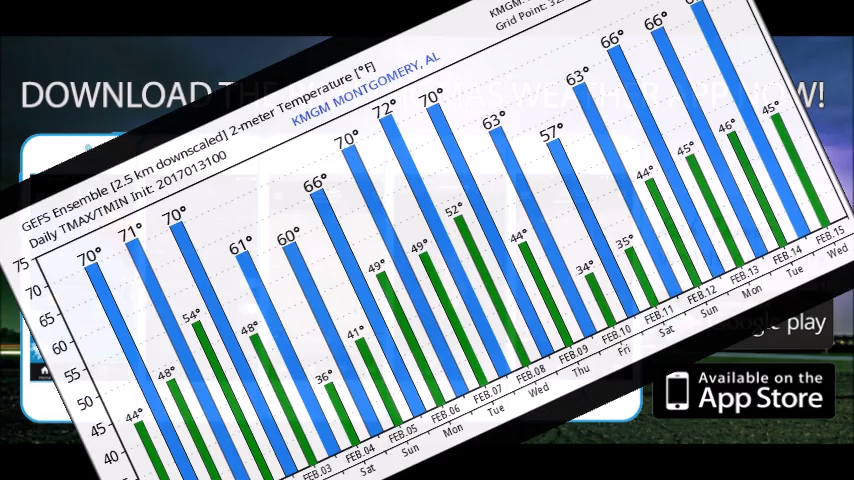 DOWNLOAD THE
WEATHER APP NOW!
KMGM
Grid Point: 32
GEFS Ensemble [2.5 km downscaled] 2-meter Temperature [°F]
Daily TMAX/TMIN Init: 2017013100
KMGM MONTGOMERY, AL
75
70
65
60
55
50
45
40
70° 71° 70° 61° 60° 66° 70° 72° 70° 63° 57° 63° 66° 66°
44° 48° 54° 48° 36° 41° 49° 49° 52° 44° 34° 35° 44° 45° 46° 45°
FEB.03 FEB.04 FEB.05 FEB.06 FEB.07 FEB.08 FEB.09 FEB.10 FEB.11 FEB.12 FEB.13 FEB.14 FEB.15
Sat Sun Mon Tue Wed Thu Fri Sat Sun Mon Tue Wed
Google play
Available on the
App Store